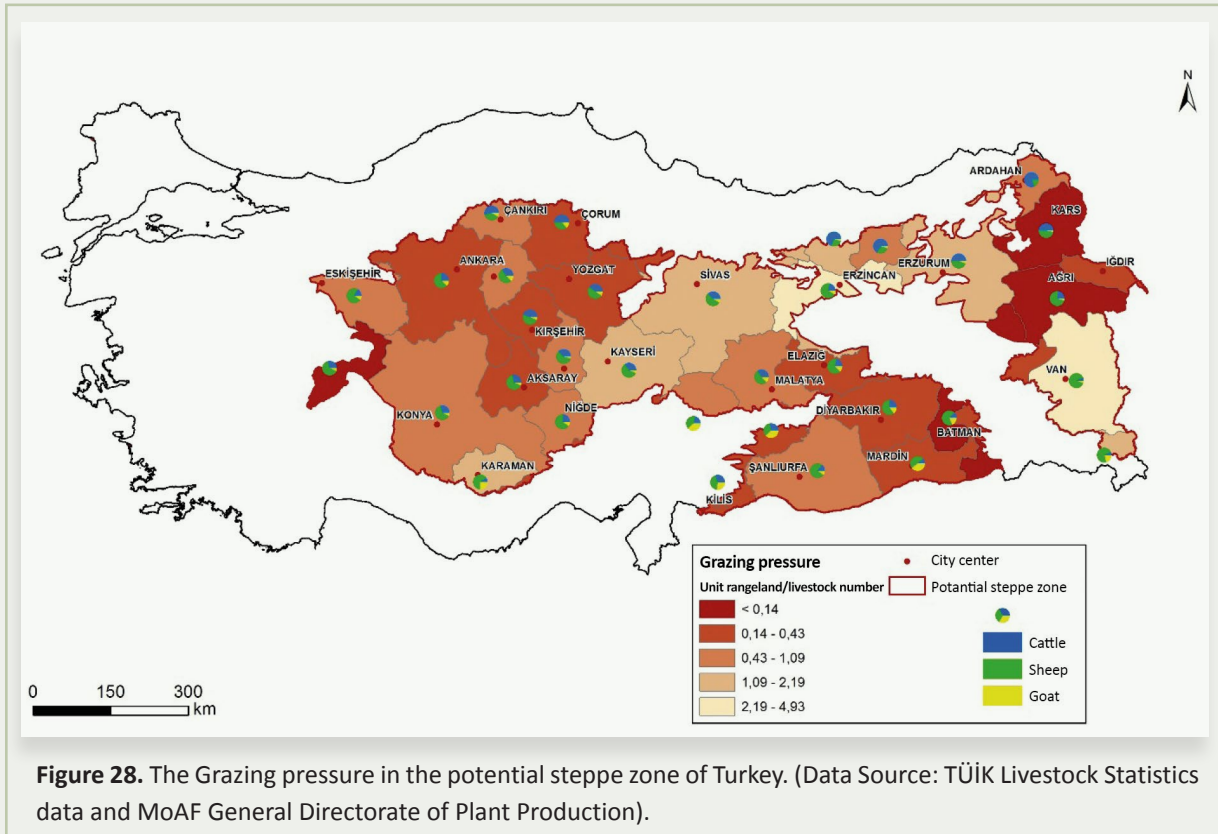 N
ARDAHAN
KARS
ÇANKIRI
ÇORUM
ANKARA
YOZGAT
ESKİŞEHİR
SİVAS
ERZİNCAN
ERZURUM
IĞDIR
AĞRI
KIRŞEHİR
KAYSERİ
ELAZIĞ
VAN
AKSARAY
MALATYA
KONYA
NİĞDE
DİYARBAKIR
BATMAN
MARDİN
KARAMAN
ŞANLIURFA
KİLİS
Grazing pressure
Unit rangeland/livestock number
< 0,14
0,14 - 0,43
0,43 - 1,09
1,09 - 2,19
2,19 - 4,93
City center
Potential steppe zone
Cattle
Sheep
Goat
0 150 300
km
Figure 28. The Grazing pressure in the potential steppe zone of Turkey. (Data Source: TÜİK Livestock Statistics
data and MoAF General Directorate of Plant Production).